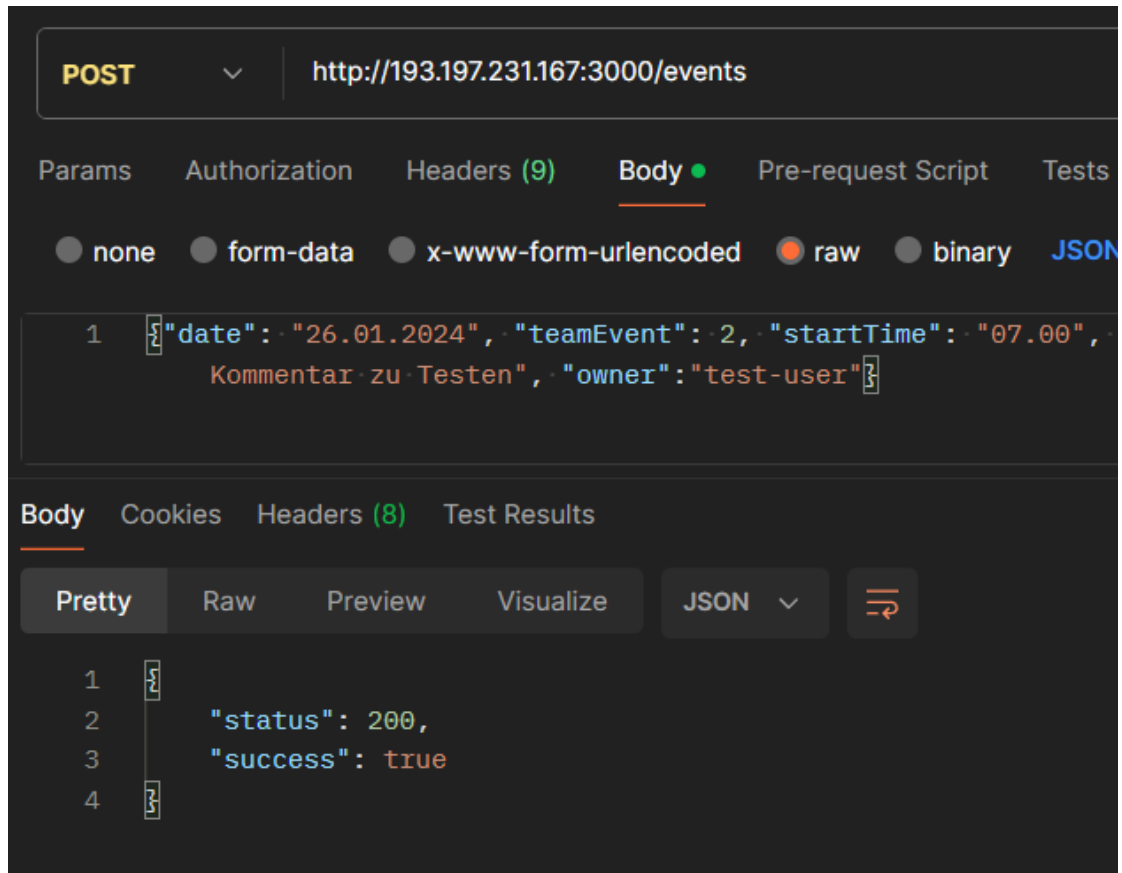 POST http://193.197.231.167:3000/events
Params Authorization Headers (9) Body Pre-request Script Tests
none form-data x-www-form-urlencoded raw binary JSON
1 {"date": "26.01.2024", "teamEvent": 2, "startTime": "07.00",
Kommentar zu Testen", "owner":"test-user"}
Body Cookies Headers (8) Test Results
Pretty Raw Preview Visualize JSON
1 {
2 "status": 200,
3 "success": true
4 }